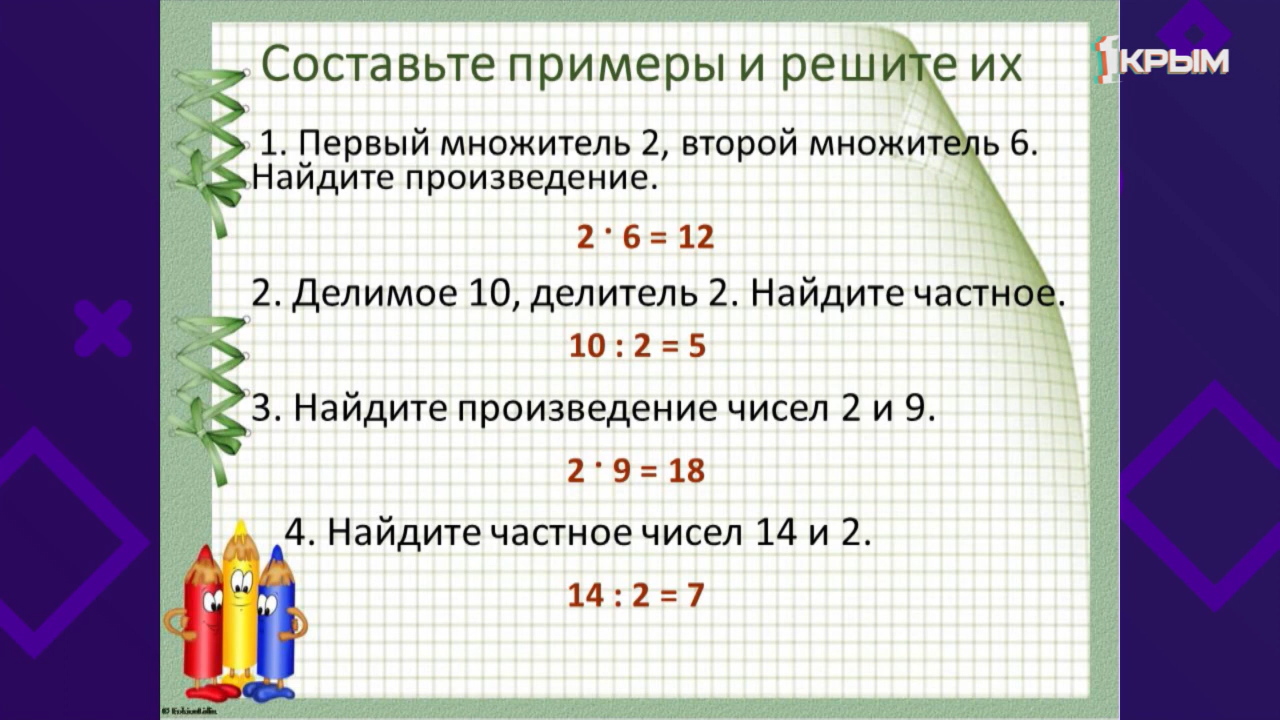 Составьте примеры и решите их
1КРЫМ
1. Первый множитель 2, второй множитель 6.
Найдите произведение.
2 · 6 = 12
2. Делимое 10, делитель 2. Найдите частное.
10 : 2 = 5
3. Найдите произведение чисел 2 и 9.
2 · 9 = 18
4. Найдите частное чисел 14 и 2.
14 : 2 = 7